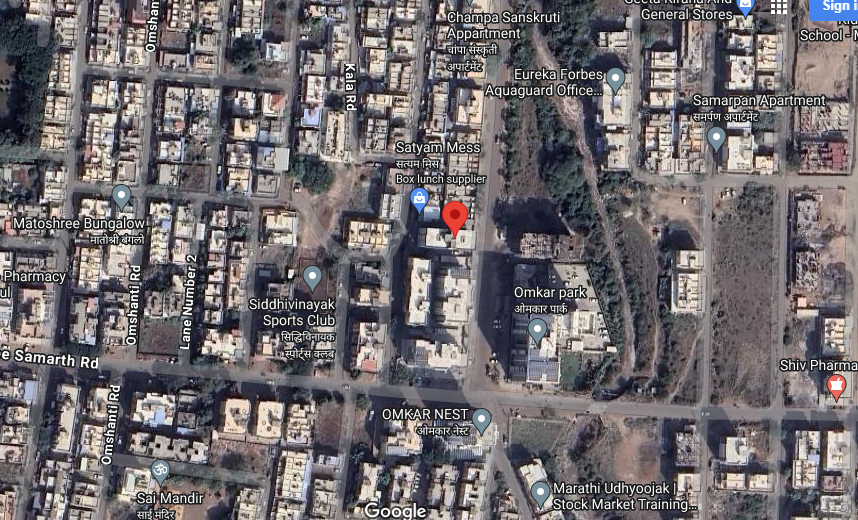 Geeta Kirana And
General Stores
Sign i
Omshanti
Champa Sanskruti
Appartment
चांपा संस्कृती
अपार्टमेंट
School - M
Kala Rd
Eureka Forbes
Aquaguard Office...
Samarpan Apartment
समर्पण अपार्टमेंट
Satyam Mess
सत्यम मिस
Box lunch supplier
Matoshree Bungalow
मातोश्री बंगलो
Pharmacy
ul
Omshanti Rd
Lane Number 2
Siddhivinayak
Sports Club
सिद्धिविनायक
स्पोर्ट्स क्लब
Omkar park
ओमकार पार्क
e Samarth Rd
Shiv Pharma
Omshanti Rd
OMKAR NEST
ओमकार नेस्ट
Sai Mandir
साई मंदिर
Marathi Udhyoojak |
Stock Market Training...
Google